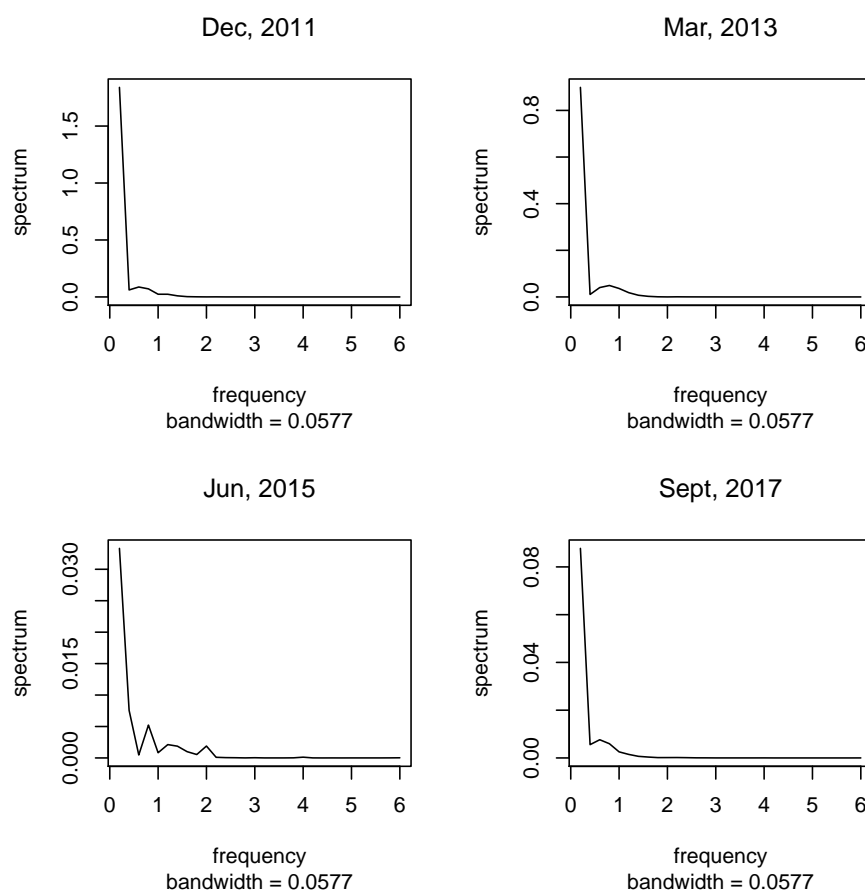 Dec, 2011
spectrum
0.0 0.5 1.0 1.5
0 1 2 3 4 5 6
frequency
bandwidth = 0.0577
Mar, 2013
spectrum
0.0 0.4 0.8
0 1 2 3 4 5 6
frequency
bandwidth = 0.0577
Jun, 2015
spectrum
0.000 0.015 0.030
0 1 2 3 4 5 6
frequency
bandwidth = 0.0577
Sept, 2017
spectrum
0.00 0.04 0.08
0 1 2 3 4 5 6
frequency
bandwidth = 0.0577